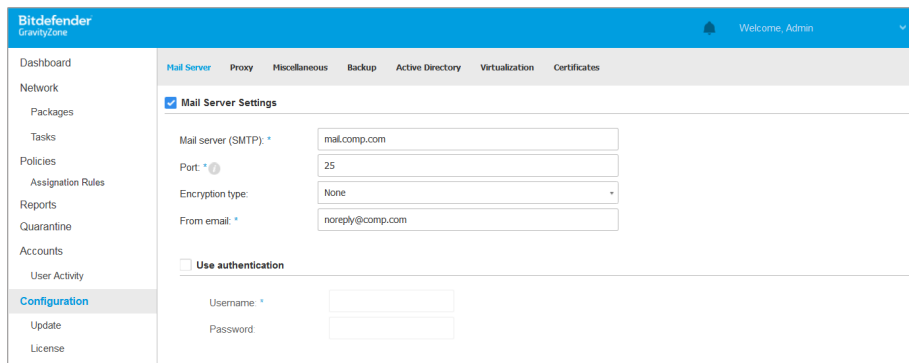 Bitdefender
GravityZone
Welcome, Admin
Dashboard
Network
Packages
Tasks
Policies
Assignation Rules
Reports
Quarantine
Accounts
User Activity
Configuration
Update
License
Mail Server Proxy Miscellaneous Backup Active Directory Virtualization Certificates
Mail Server Settings
Mail server (SMTP): * mail.comp.com
Port: * i 25
Encryption type: None
From email: * noreply@comp.com
Use authentication
Username: *
Password: